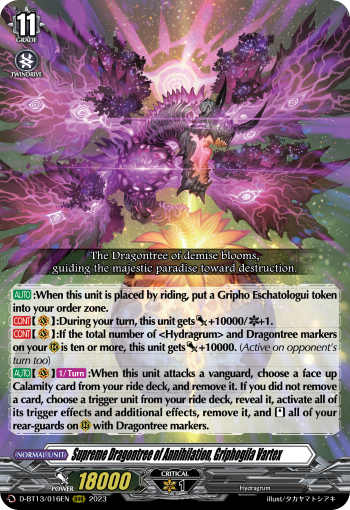 11
GRADE
TWINDRIVE
The Dragontree of demise blooms,
guiding the majestic paradise toward destruction.
AUTO :When this unit is placed by riding, put a Gripho Eschatologui token
into your order zone.
CONT [ ]:During your turn, this unit gets +10000/ +1.
CONT [ ]:If the total number of <Hydragrum> and Dragontree markers
on your is ten or more, this unit gets +10000. (Active on opponent's
turn too)
AUTO [ ] 1/Turn :When this unit attacks a vanguard, choose a face up
Calamity card from your ride deck, and remove it. If you did not remove
a card, choose a trigger unit from your ride deck, reveal it, activate all
of its trigger effects and additional effects, remove, and [ ] all of your
rear-guards on with Dragontree markers.
NORMAL UNIT
Supreme Dragontree of Annihilation, Griphogila Vortex
POWER 18000
CRITICAL
1
D-BT13/016EN RRR 2023
Hydragrum
illust/タカヤマトシアキ